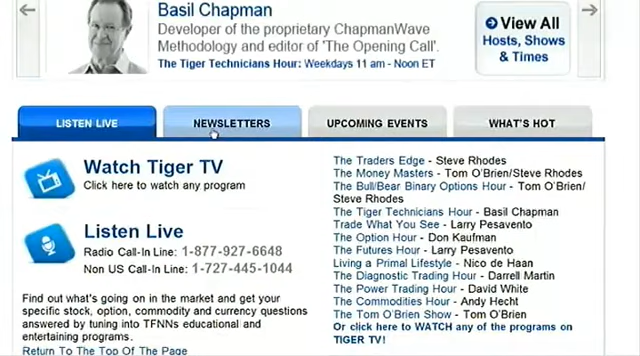 Basil Chapman
Developer of the proprietary ChapmanWave
Methodology and editor of 'The Opening Call'.
The Tiger Technicians Hour: Weekdays 11 am - Noon ET
View All
Hosts, Shows
& Times
LISTEN LIVE
NEWSLETTERS
UPCOMING EVENTS
WHAT'S HOT
Watch Tiger TV
Click here to watch any program
Listen Live
Radio Call-In Line: 1-877-927-6648
Non US Call-In Line: 1-727-445-1044
Find out what's going on in the market and get your
specific stock, option, commodity and currency questions
answered by tuning into TFNNs educational and
entertaining programs.
Return To The Top Of The Page
The Traders Edge - Steve Rhodes
The Money Masters - Tom O'Brien/Steve Rhodes
The Bull/Bear Binary Options Hour - Tom O'Brien/
Steve Rhodes
The Tiger Technicians Hour - Basil Chapman
Trade What You See - Larry Pesavento
The Option Hour - Don Kaufman
The Futures Hour - Larry Pesavento
Living a Primal Lifestyle - Nico de Haan
The Diagnostic Trading Hour - Darrell Martin
The Power Trading Hour - David White
The Commodities Hour - Andy Hecht
The Tom O'Brien Show - Tom O'Brien
Or click here to WATCH any of the programs on
TIGER TV!